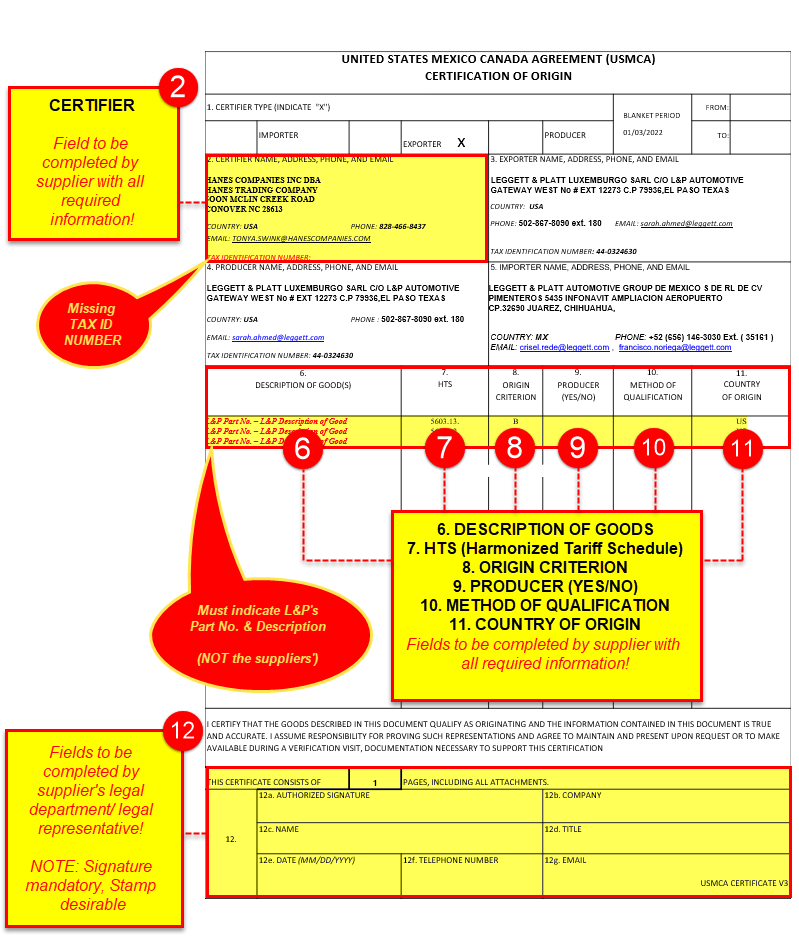 UNITED STATES MEXICO CANADA AGREEMENT (USMCA)
CERTIFICATION OF ORIGIN
2
CERTIFIER
Field to be
completed by
supplier with all
required
information!
1. CERTIFIER TYPE (INDICATE "X")
IMPORTER
EXPORTER X
PRODUCER
BLANKET PERIOD
01/03/2022
FROM:
TO:
2. CERTIFIER NAME, ADDRESS, PHONE, AND EMAIL
HANES COMPANIES INC DBA
HANES TRADING COMPANY
OON MCLIN CREEK ROAD
CONOVER NC 28613
COUNTRY: USA PHONE: 828-466-8437
EMAIL: TONYA.SWINK@HANESCOMPANIES.COM
TAX IDENTIFICATION NUMBER:
3. EXPORTER NAME, ADDRESS, PHONE, AND EMAIL
LEGGETT & PLATT LUXEMBURGO SARL C/O L&P AUTOMOTIVE
GATEWAY WEST No # EXT 12273 C.P 79936,EL PASO TEXAS
COUNTRY: USA
PHONE: 502-867-8090 ext. 180 EMAIL: sarah.ahmed@leggett.com
TAX IDENTIFICATION NUMBER: 44-0324630
Missing
TAX ID
NUMBER
4. PRODUCER NAME, ADDRESS, PHONE, AND EMAIL
LEGGETT & PLATT LUXEMBURGO SARL C/O L&P AUTOMOTIVE
GATEWAY WEST No # EXT 12273 C.P 79936,EL PASO TEXAS
COUNTRY: USA PHONE : 502-867-8090 ext. 180
EMAIL: sarah.ahmed@leggett.com
TAX IDENTIFICATION NUMBER: 44-0324630
5. IMPORTER NAME, ADDRESS, PHONE, AND EMAIL
LEGGETT & PLATT AUTOMOTIVE GROUP DE MEXICO S DE RL DE CV
PIMENTEROS 5435 INFONAVIT AMPLIACION AEROPUERTO
CP.32690 JUAREZ, CHIHUAHUA,
COUNTRY: MX PHONE: +52 (656) 146-3030 Ext. ( 35161 )
EMAIL: crisel.rede@leggett.com , francisco.noriega@leggett.com
6.
DESCRIPTION OF GOOD(S)
7.
HTS
8.
ORIGIN
CRITERION
9.
PRODUCER
(YES/NO)
10.
METHOD OF
QUALIFICATION
11.
COUNTRY
OF ORIGIN
L&P Part No. – L&P Description of Good 5603.13. B US
L&P Part No. – L&P Description of Good
L&P Part No. – L&P Description of Good
6 7 8 9 10 11
6. DESCRIPTION OF GOODS
7. HTS (Harmonized Tariff Schedule)
8. ORIGIN CRITERION
9. PRODUCER (YES/NO)
10. METHOD OF QUALIFICATION
11. COUNTRY OF ORIGIN
Fields to be completed by supplier with
all required information!
Must indicate L&P's
Part No. & Description
(NOT the suppliers')
I CERTIFY THAT THE GOODS DESCRIBED IN THIS DOCUMENT QUALIFY AS ORIGINATING AND THE INFORMATION CONTAINED IN THIS DOCUMENT IS TRUE
AND ACCURATE. I ASSUME RESPONSIBILITY FOR PROVING SUCH REPRESENTATIONS AND AGREE TO MAINTAIN AND PRESENT UPON REQUEST OR TO MAKE
AVAILABLE DURING A VERIFICATION VISIT, DOCUMENTATION NECESSARY TO SUPPORT THIS CERTIFICATION
12
Fields to be
completed by
supplier's legal
department/ legal
representative!
NOTE: Signature
mandatory, Stamp
desirable
THIS CERTIFICATE CONSISTS OF 1 PAGES, INCLUDING ALL ATTACHMENTS.
12.
12a. AUTHORIZED SIGNATURE
12b. COMPANY
12c. NAME
12d. TITLE
12e. DATE (MM/DD/YYYY)
12f. TELEPHONE NUMBER
12g. EMAIL
USMCA CERTIFICATE V3